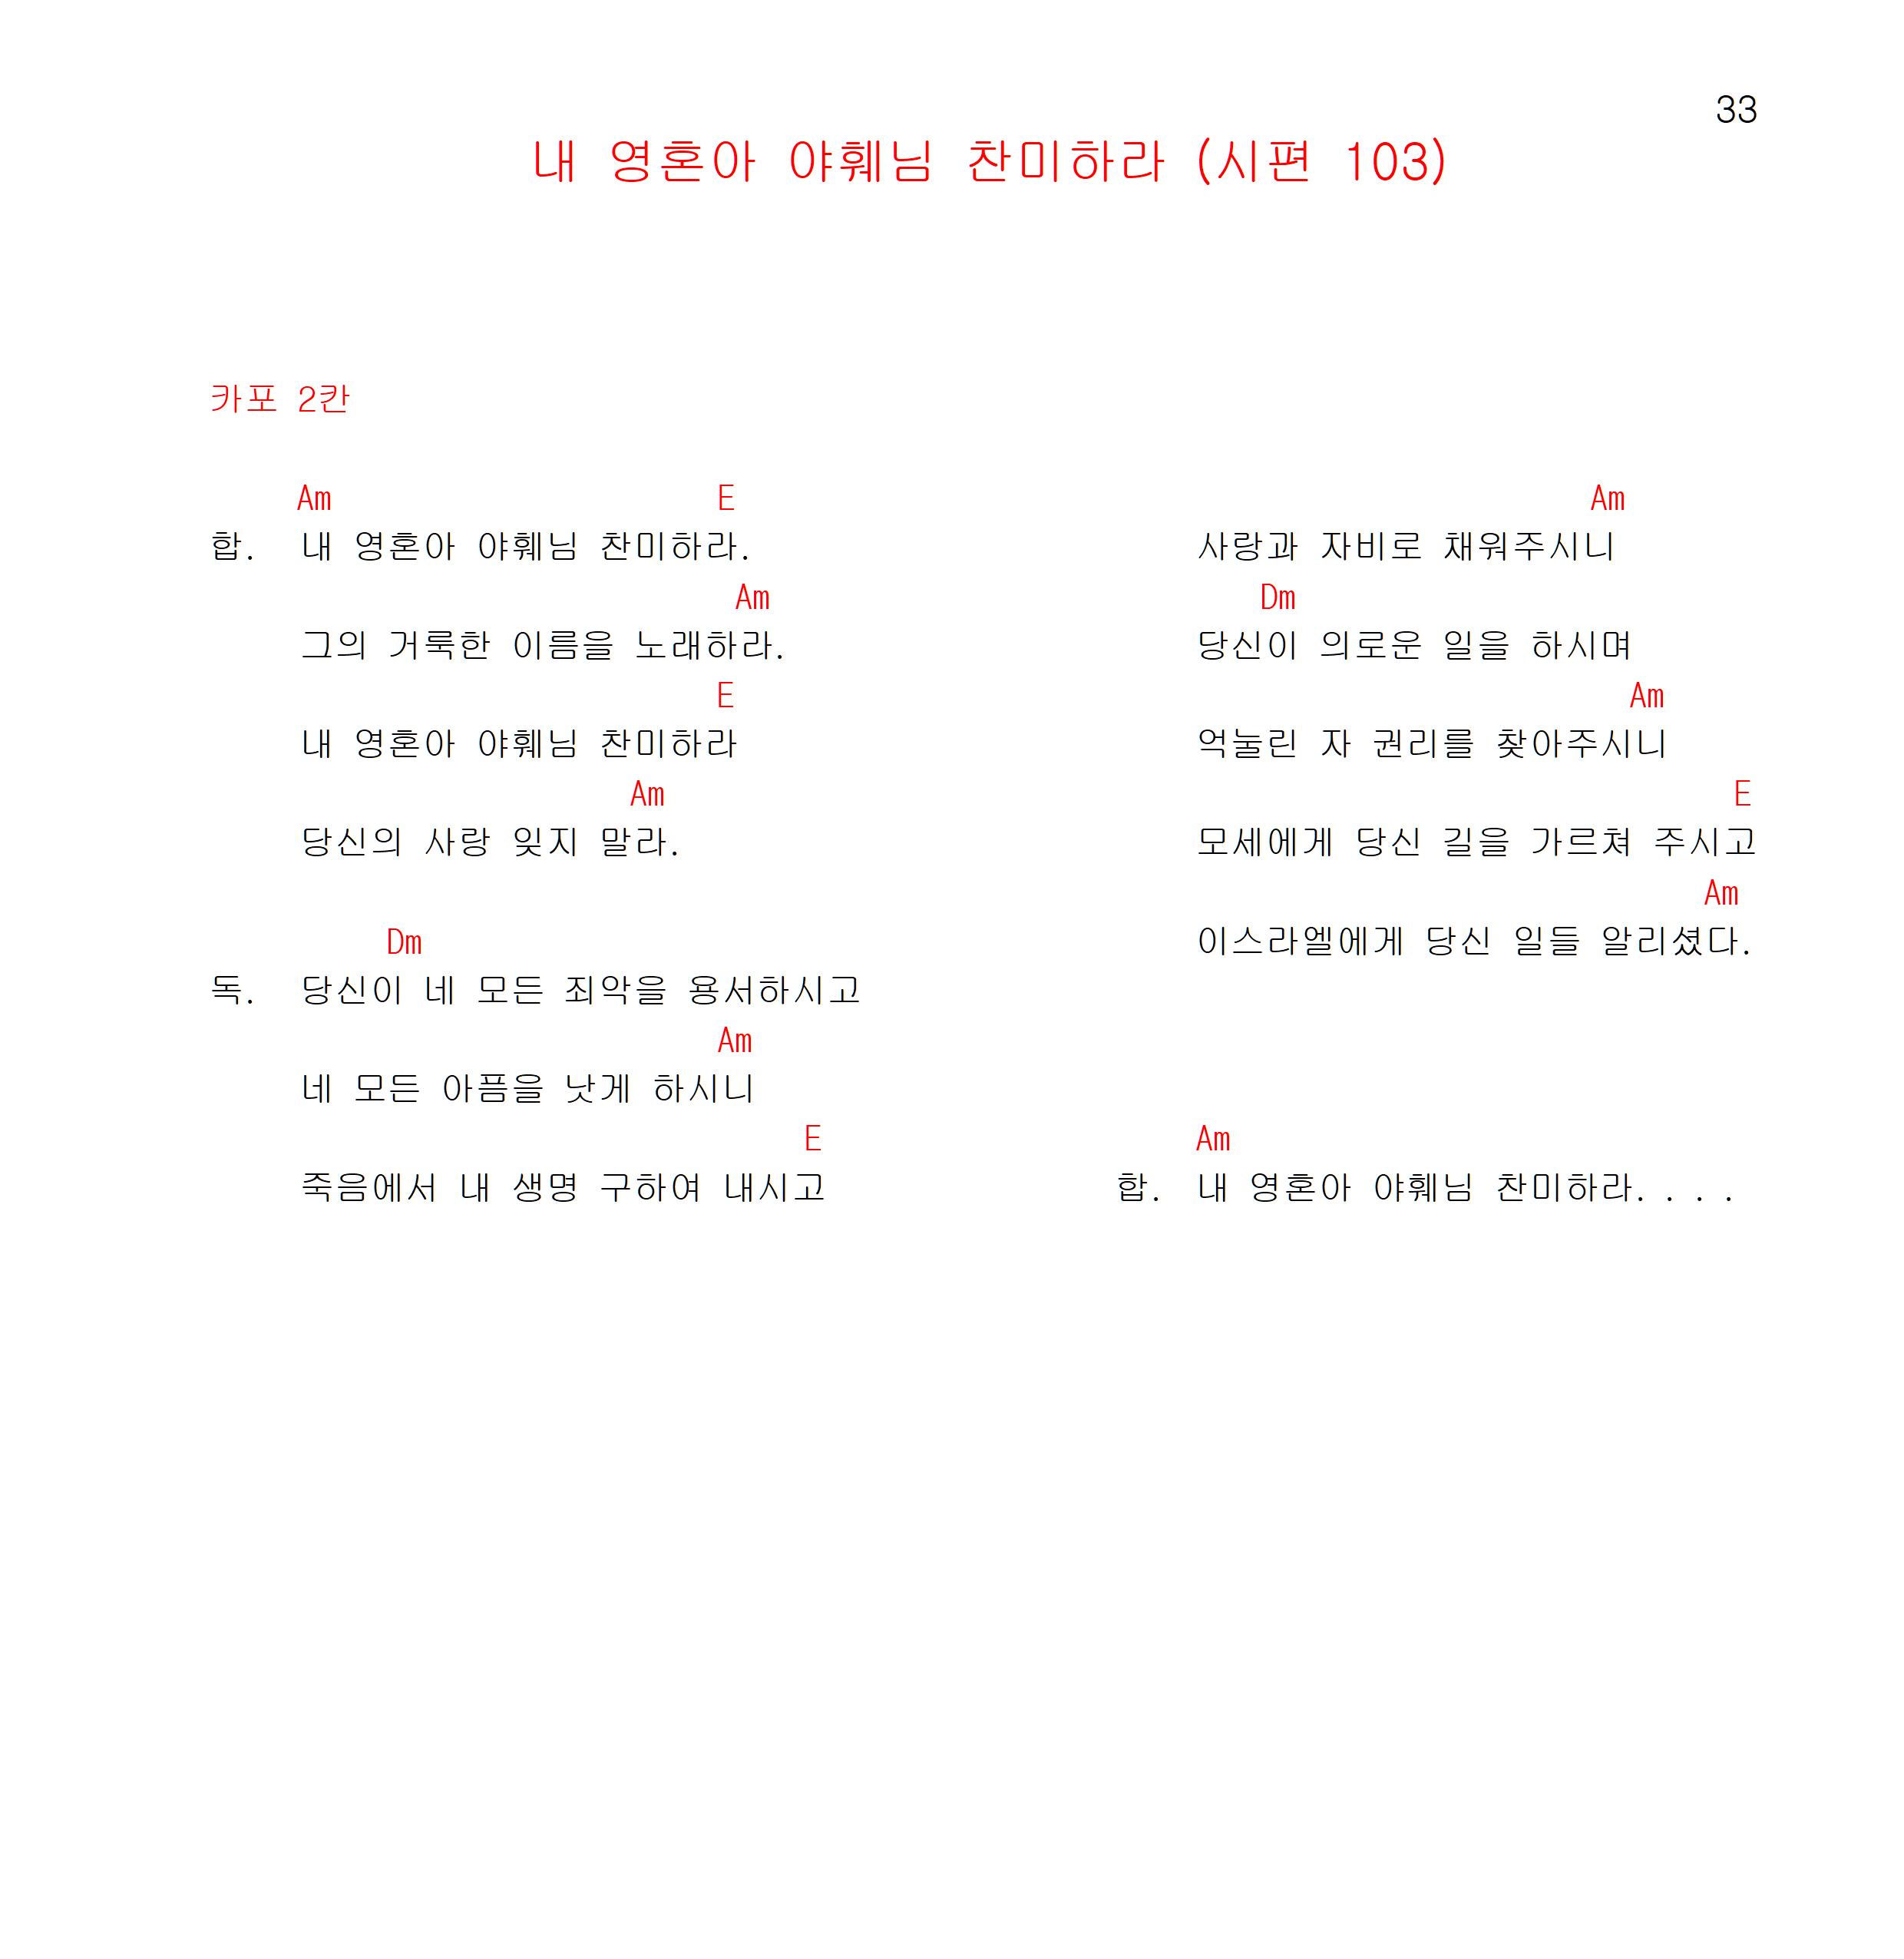 33
내 영혼아 야훼님 찬미하라 (시편 103)
카포 2칸
Am E
합. 내 영혼아 야훼님 찬미하라.
Am
그의 거룩한 이름을 노래하라.
E
내 영혼아 야훼님 찬미하라
Am
당신의 사랑 잊지 말라.
Dm
독. 당신이 네 모든 죄악을 용서하시고
Am
네 모든 아픔을 낫게 하시니
E
죽음에서 내 생명 구하여 내시고
Am
사랑과 자비로 채워주시니
Dm
당신이 의로운 일을 하시며
Am
억눌린 자 권리를 찾아주시니
E
모세에게 당신 길을 가르쳐 주시고
Am
이스라엘에게 당신 일들 알리셨다.
Am
합. 내 영혼아 야훼님 찬미하라. . . .